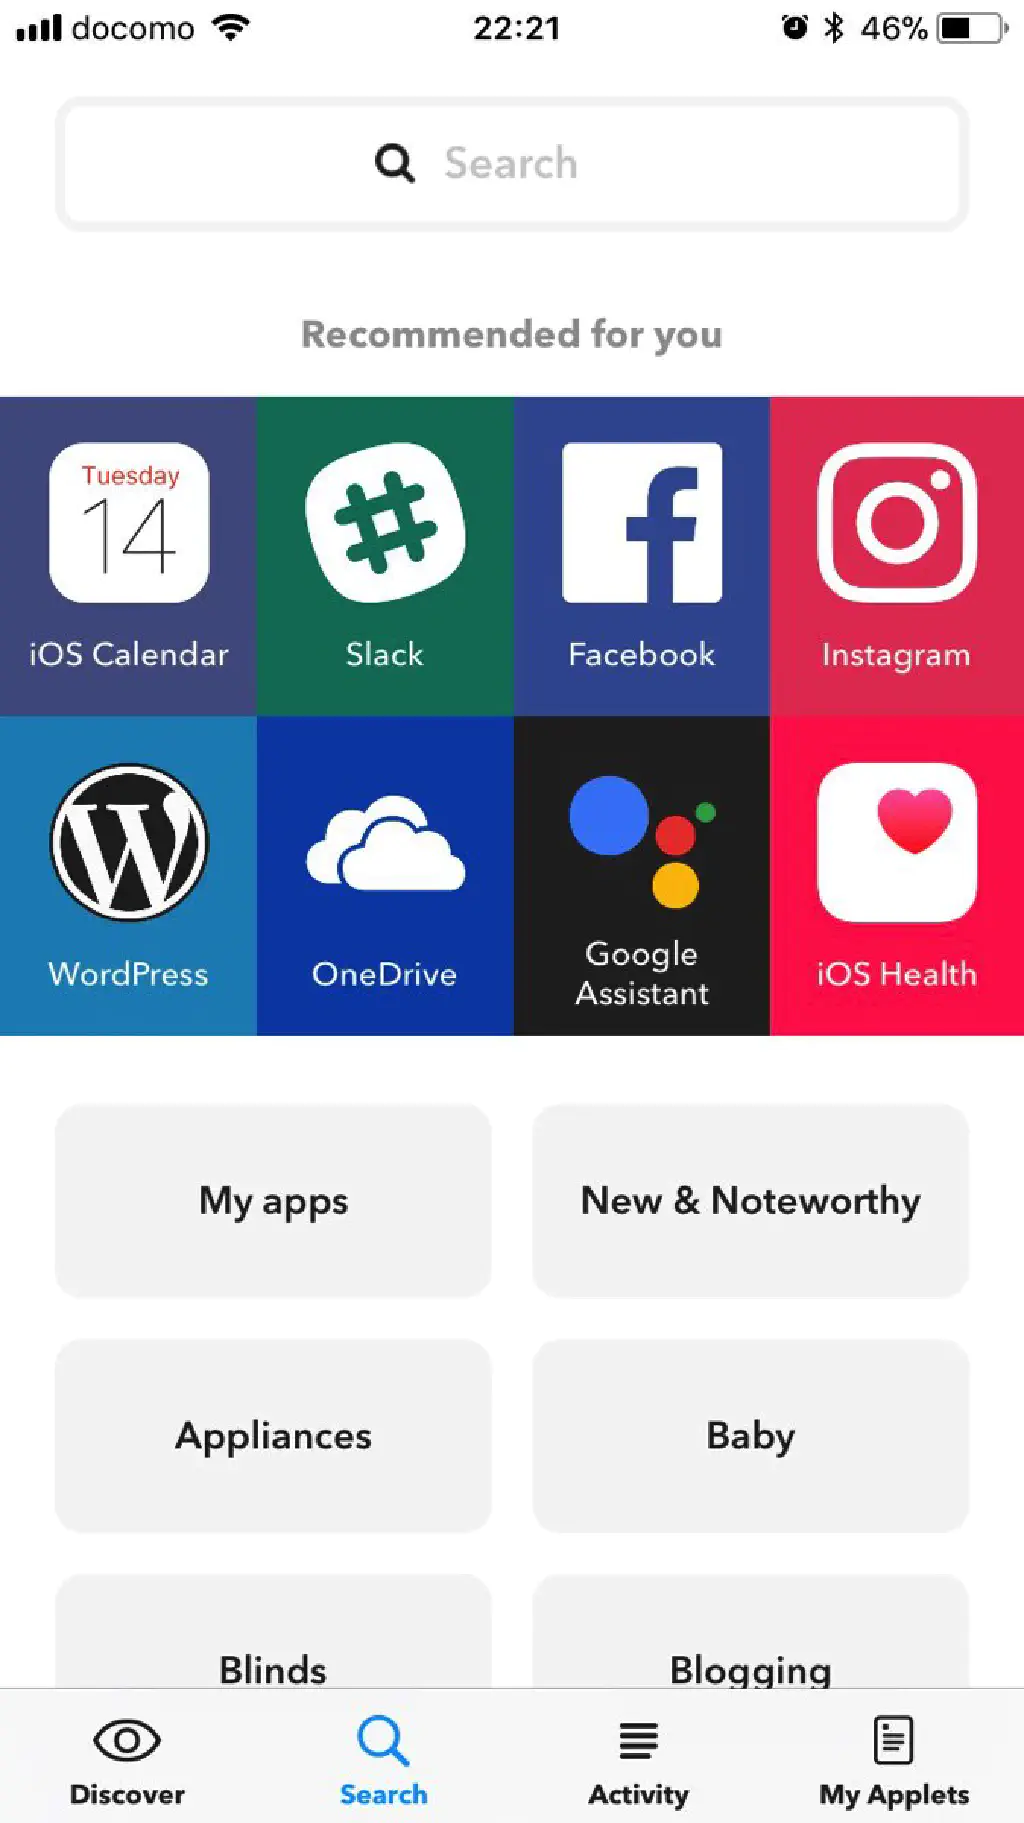 docomo 22:21 46%
Search
Recommended for you
Tuesday
14
iOS Calendar
Slack
Facebook
Instagram
WordPress
OneDrive
Google
Assistant
iOS Health
My apps
New & Noteworthy
Appliances
Baby
Blinds
Blogging
Discover
Search
Activity
My Applets